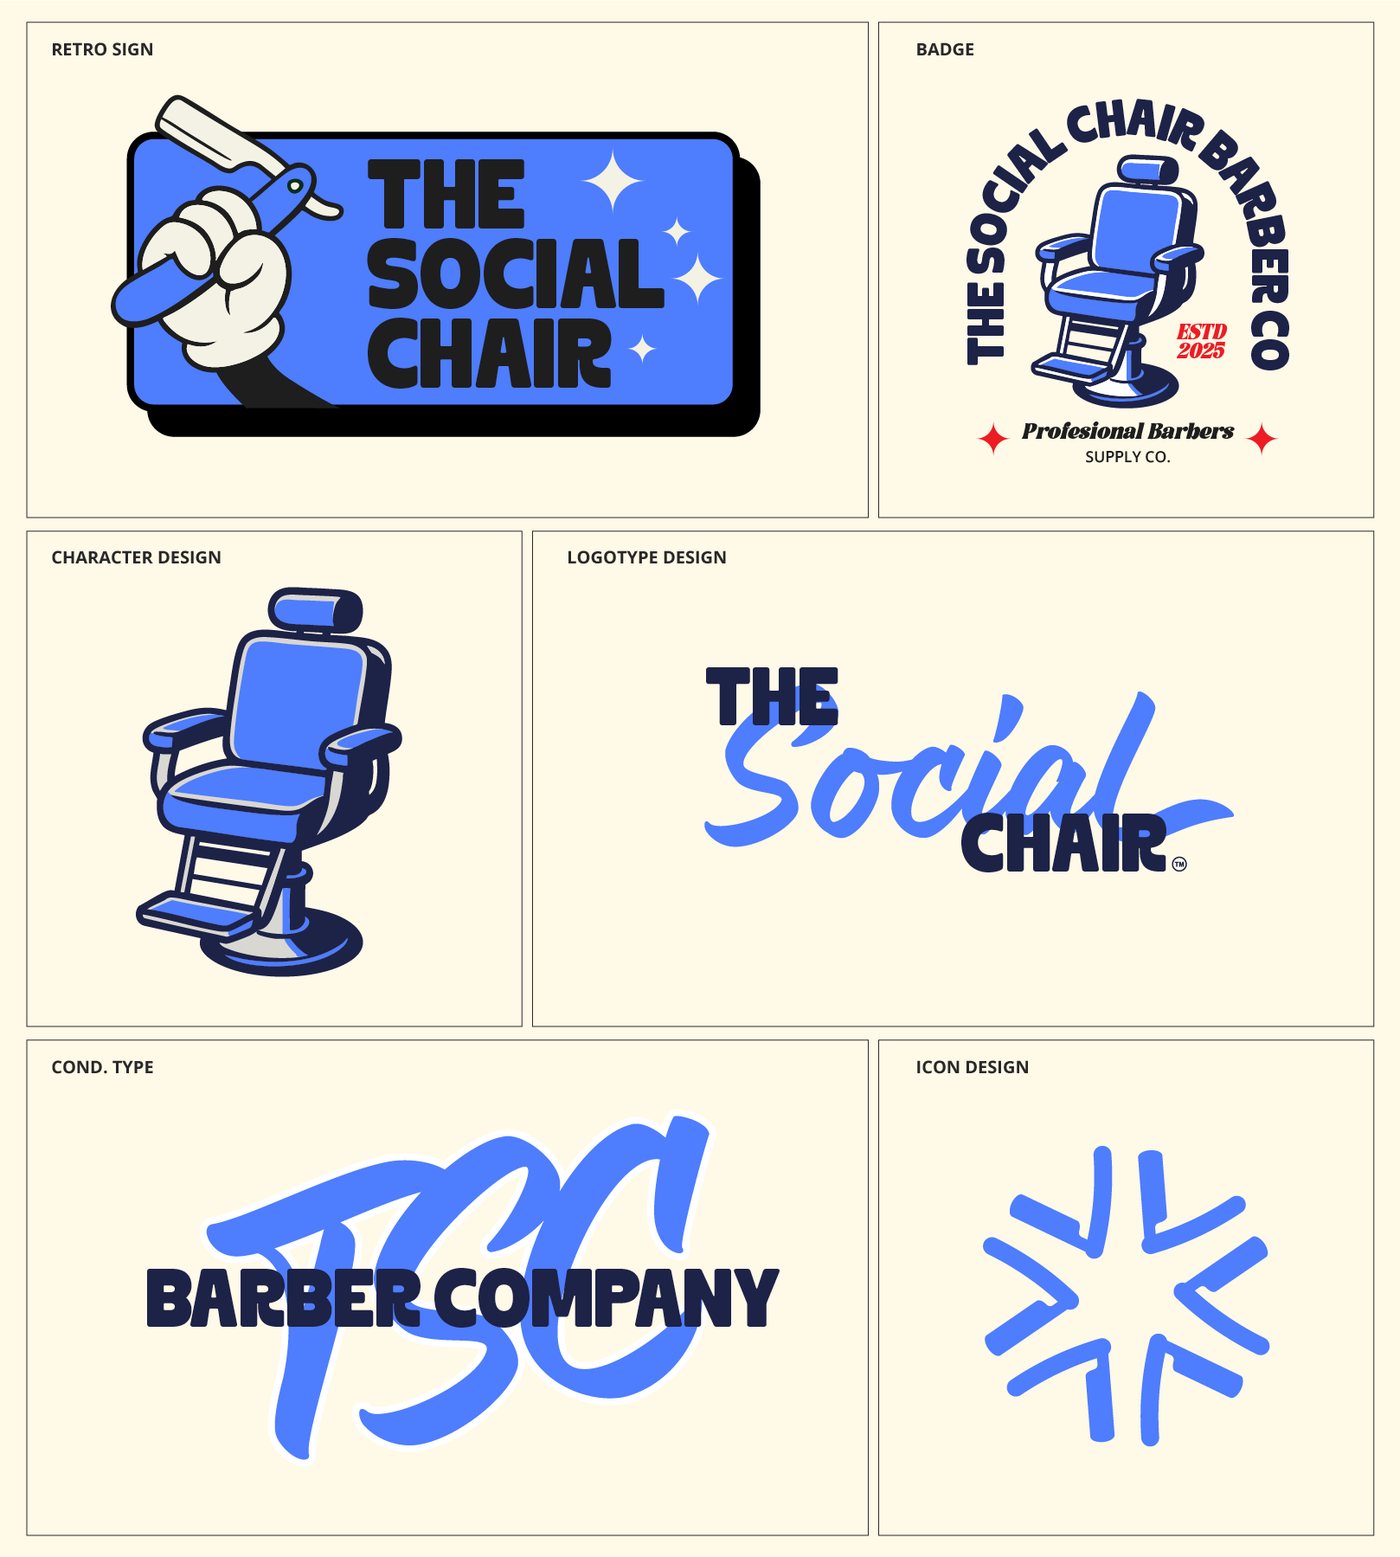 RETRO SIGN
THE
SOCIAL
CHAIR
BADGE
THE SOCIAL CHAIR BARBER CO
ESTD
2025
Profesional Barbers
SUPPLY CO.
CHARACTER DESIGN
LOGOTYPE DESIGN
THE
Social
CHAIR
TM
COND. TYPE
TSC
BARBER COMPANY
ICON DESIGN